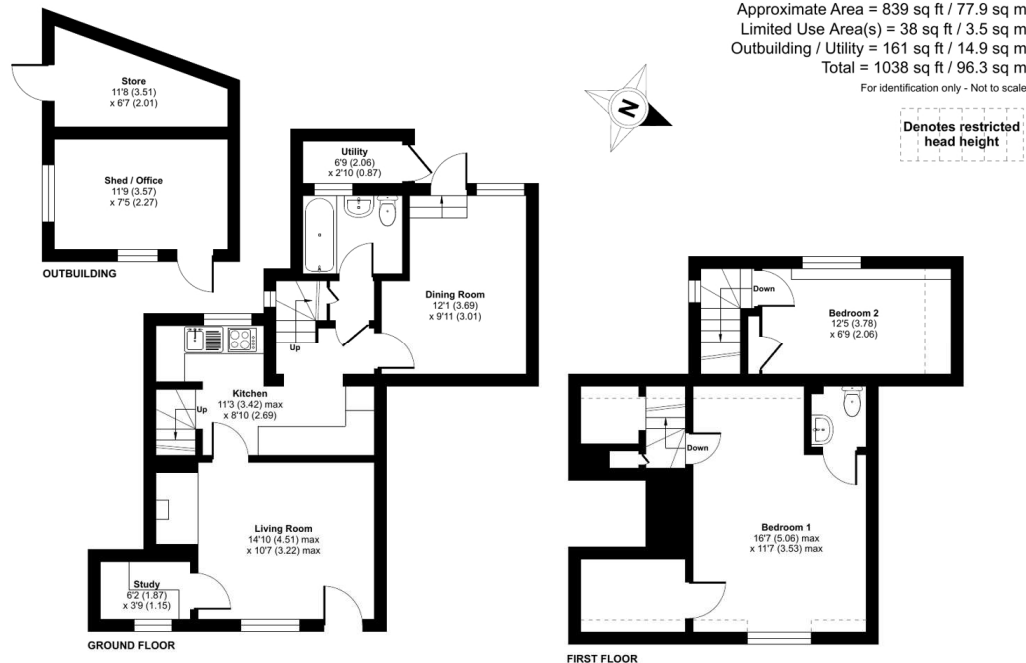 Approximate Area = 839 sq ft / 77.9 sq m
Limited Use Area(s) = 38 sq ft / 3.5 sq m
Outbuilding / Utility = 161 sq ft / 14.9 sq m
Total = 1038 sq ft / 96.3 sq m
For identification only - Not to scale
Denotes restricted
head height
N
Store
11'8 (3.51)
x 6'7 (2.01)
Shed / Office
11'9 (3.57)
x 7'5 (2.27)
OUTBUILDING
Utility
6'9 (2.06)
x 2'10 (0.87)
Dining Room
12'1 (3.69)
x 9'11 (3.01)
Up
Kitchen
11'3 (3.42) max
x 8'10 (2.69)
Up
Living Room
14'10 (4.51) max
x 10'7 (3.22) max
Study
6'2 (1.87)
x 3'9 (1.15)
GROUND FLOOR
Down
Bedroom 2
12'5 (3.78)
x 6'9 (2.06)
Down
Bedroom 1
16'7 (5.06) max
x 11'7 (3.53) max
FIRST FLOOR